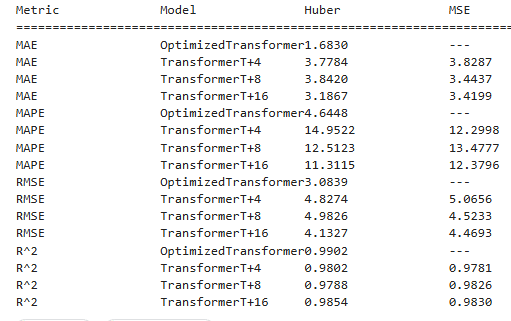 Metric Model Huber MSE
================================================================
MAE OptimizedTransformer1.6830 ---
MAE TransformerT+4 3.7784 3.8287
MAE TransformerT+8 3.8420 3.4437
MAE TransformerT+16 3.1867 3.4199
MAPE OptimizedTransformer4.6448 ---
MAPE TransformerT+4 14.9522 12.2998
MAPE TransformerT+8 12.5123 13.4777
MAPE TransformerT+16 11.3115 12.3796
RMSE OptimizedTransformer3.0839 ---
RMSE TransformerT+4 4.8274 5.0656
RMSE TransformerT+8 4.9826 4.5233
RMSE TransformerT+16 4.1327 4.4693
R^2 OptimizedTransformer0.9902 ---
R^2 TransformerT+4 0.9802 0.9781
R^2 TransformerT+8 0.9788 0.9826
R^2 TransformerT+16 0.9854 0.9830